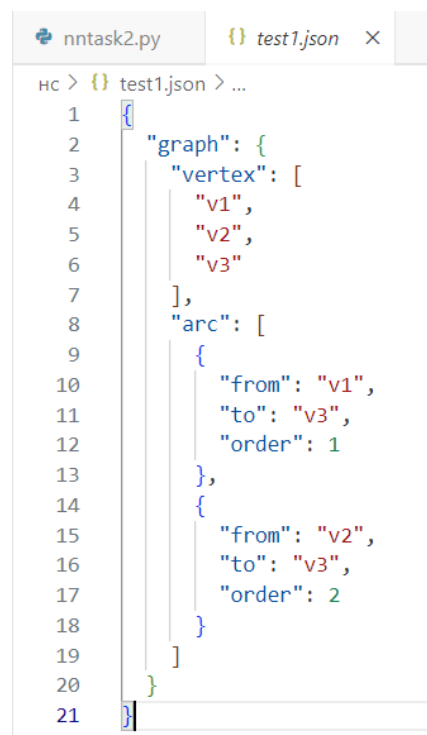 nntask2.py {} test1.json ×
нс > {} test1.json > ...
1 {
2 "graph": {
3 "vertex": [
4 "v1",
5 "v2",
6 "v3"
7 ],
8 "arc": [
9 {
10 "from": "v1",
11 "to": "v3",
12 "order": 1
13 },
14 {
15 "from": "v2",
16 "to": "v3",
17 "order": 2
18 }
19 ]
20 }
21 }